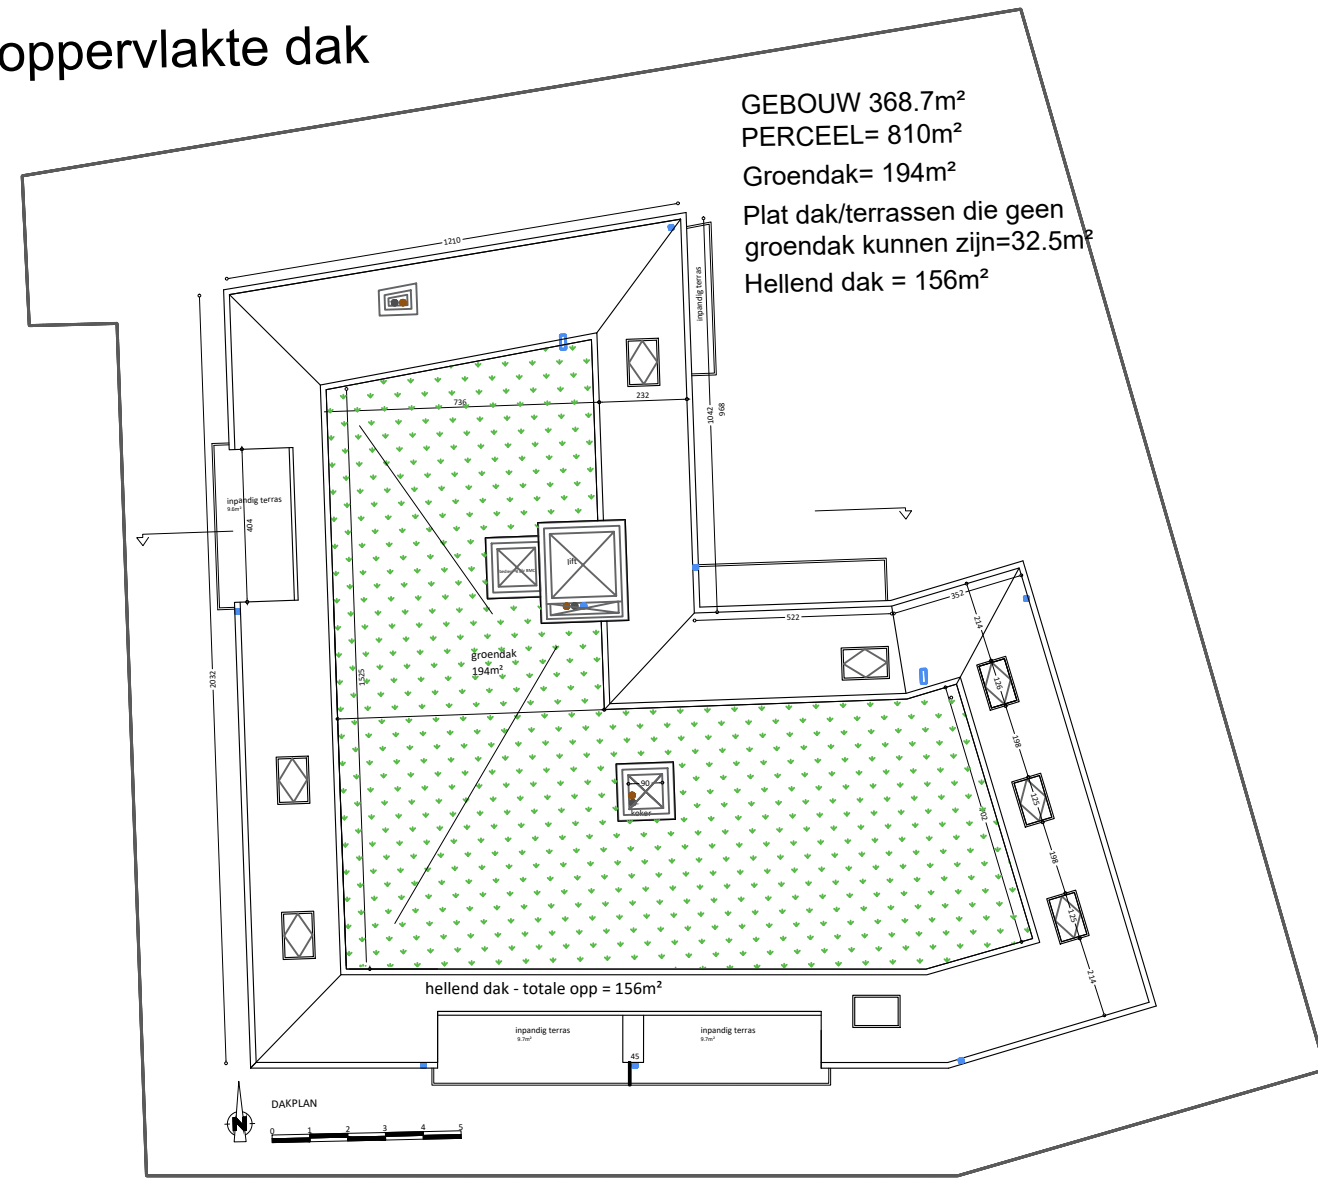 oppervlakte dak
GEBOUW 368.7m²
PERCEEL= 810m²
Groendak= 194m²
Plat dak/terrassen die geen
groendak kunnen zijn=32.5m²
Hellend dak = 156m²
1210
inpandig terras
736
232
1042
968
inpandig terras
9.6m²
404
lift
522
352
214
groendak
194m²
1525
2032
126
198
90
koker
125
198
125
214
hellend dak - totale opp = 156m²
inpandig terras
9.7m²
inpandig terras
9.7m²
45
DAKPLAN
N
0 1 2 3 4 5